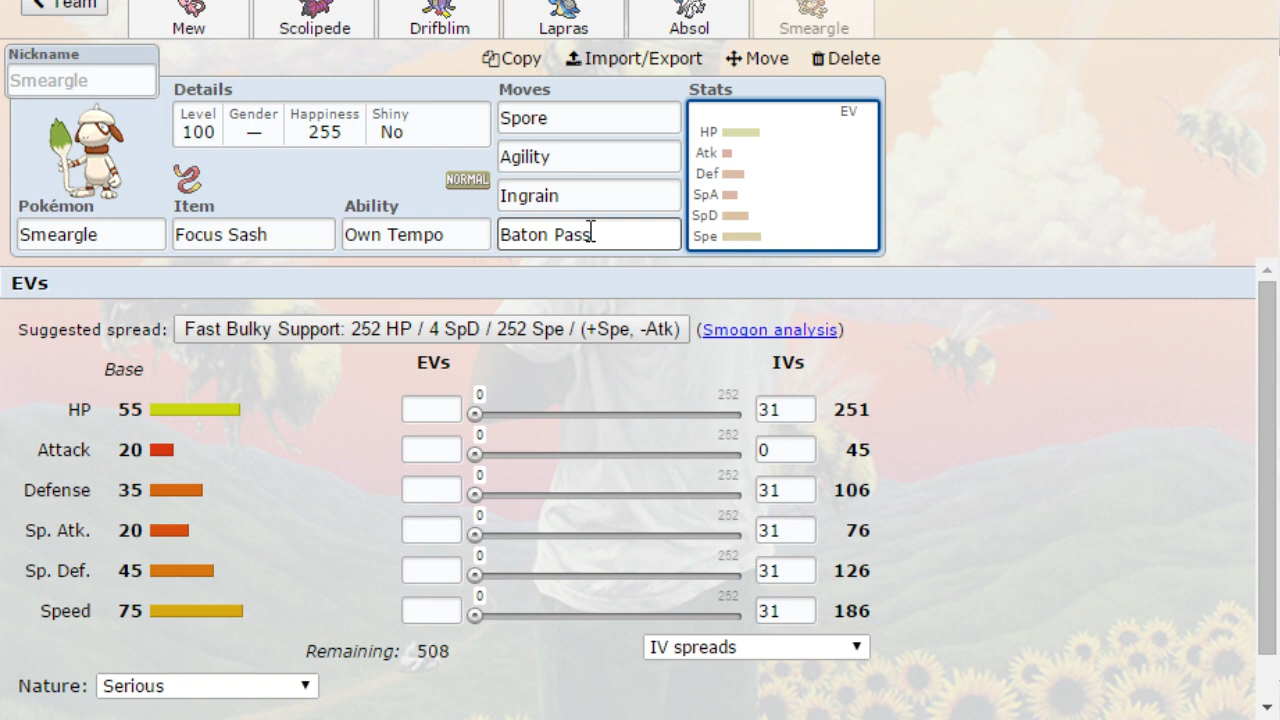 Team
Mew Scolipede Drifblim Lapras Absol Smeargle
Copy Import/Export Move Delete
Nickname
Smeargle
Details
Level Gender Happiness Shiny
100 — 255 No
NORMAL
Pokémon Item Ability
Smeargle Focus Sash Own Tempo
Moves
Spore
Agility
Ingrain
Baton Pass
Stats
EV
HP
Atk
Def
SpA
SpD
Spe
EVs
Suggested spread: Fast Bulky Support: 252 HP / 4 SpD / 252 Spe / (+Spe, -Atk) (Smogon analysis)
Base EVs IVs
HP 55 0 252 31 251
Attack 20 0 252 0 45
Defense 35 0 252 31 106
Sp. Atk. 20 0 252 31 76
Sp. Def. 45 0 252 31 126
Speed 75 0 252 31 186
Remaining: 508 IV spreads
Nature: Serious